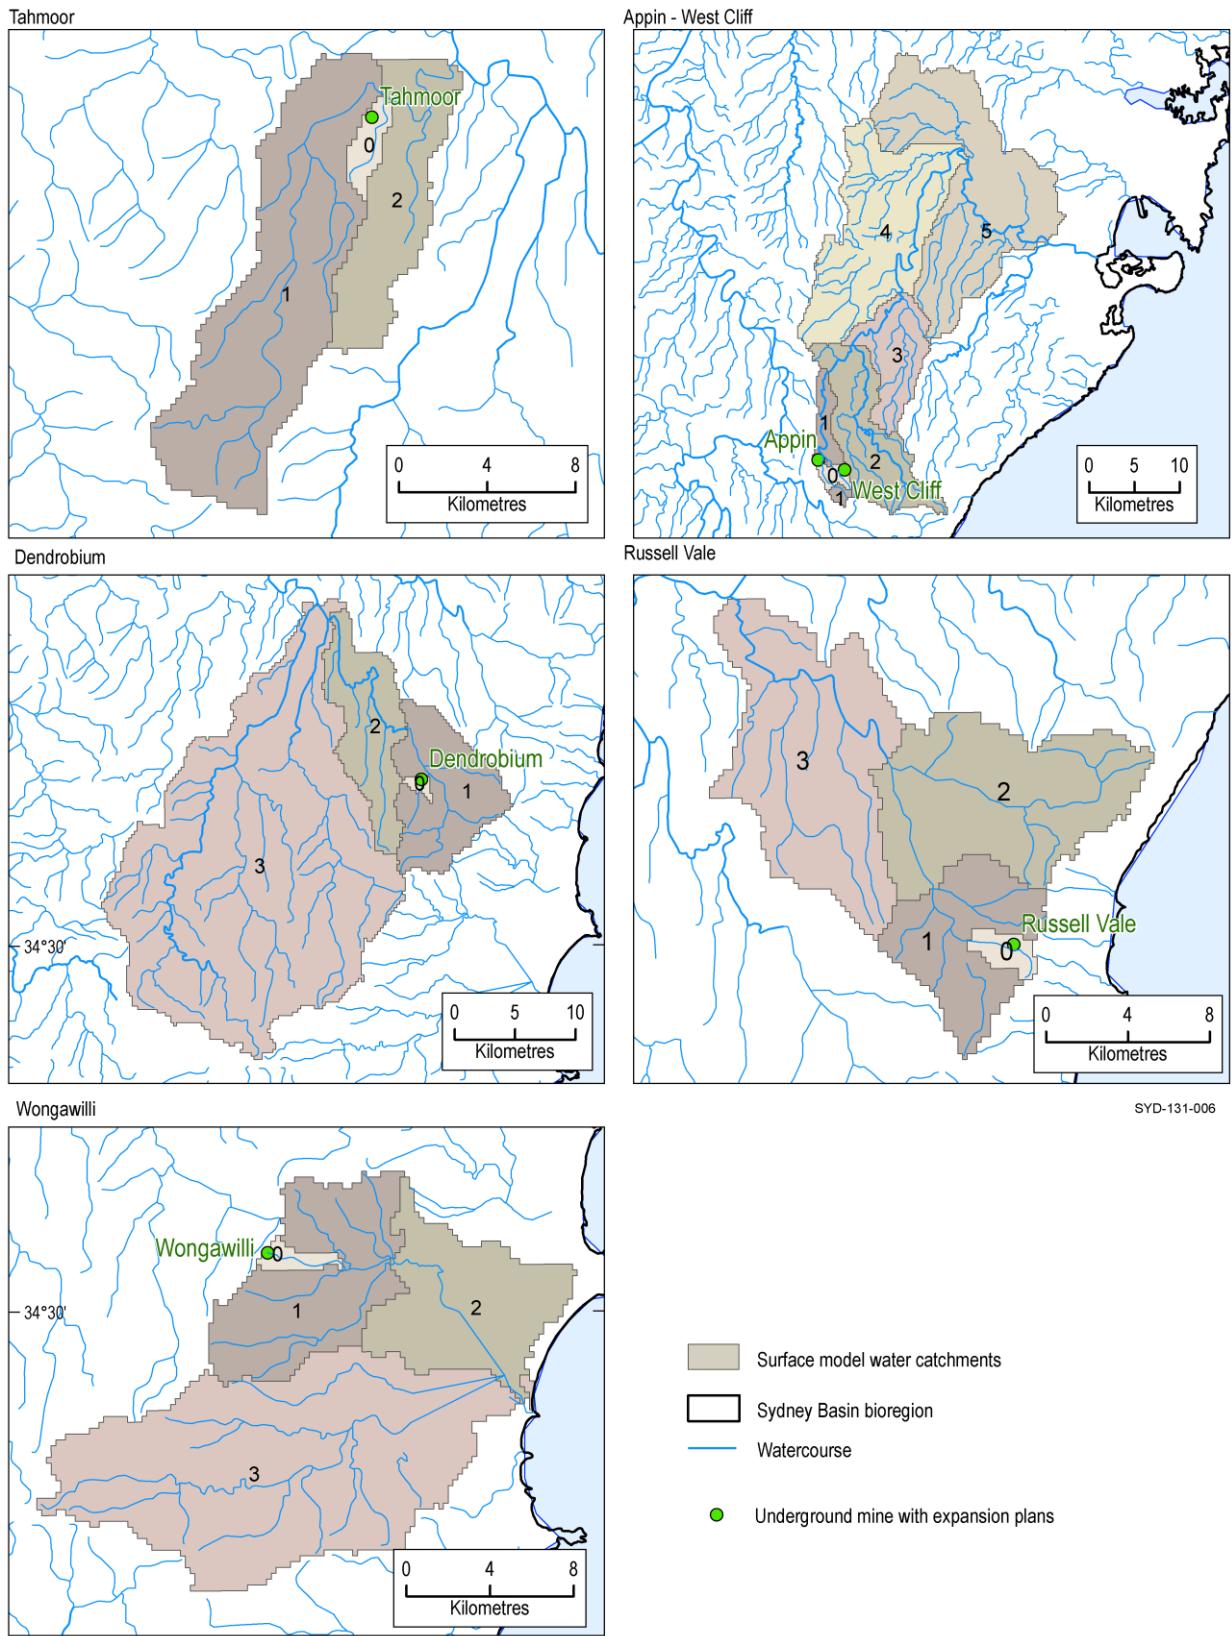 Tahmoor
Tahmoor
0
2
1
0 4 8
Kilometres
Appin - West Cliff
4
5
3
1
Appin
2
0
West Cliff
1
0 4 10
Kilometres
Dendrobium
2
Dendrobium
0
1
3
34°30'
0 5 10
Kilometres
Russell Vale
3
2
1
Russell Vale
0
0 4 8
Kilometres
SYD-131-006
Wongawilli
Wongawilli
0
34°30'
1
2
3
0 4 8
Kilometres
Surface model water catchments
Sydney Basin bioregion
Watercourse
Underground mine with expansion plans